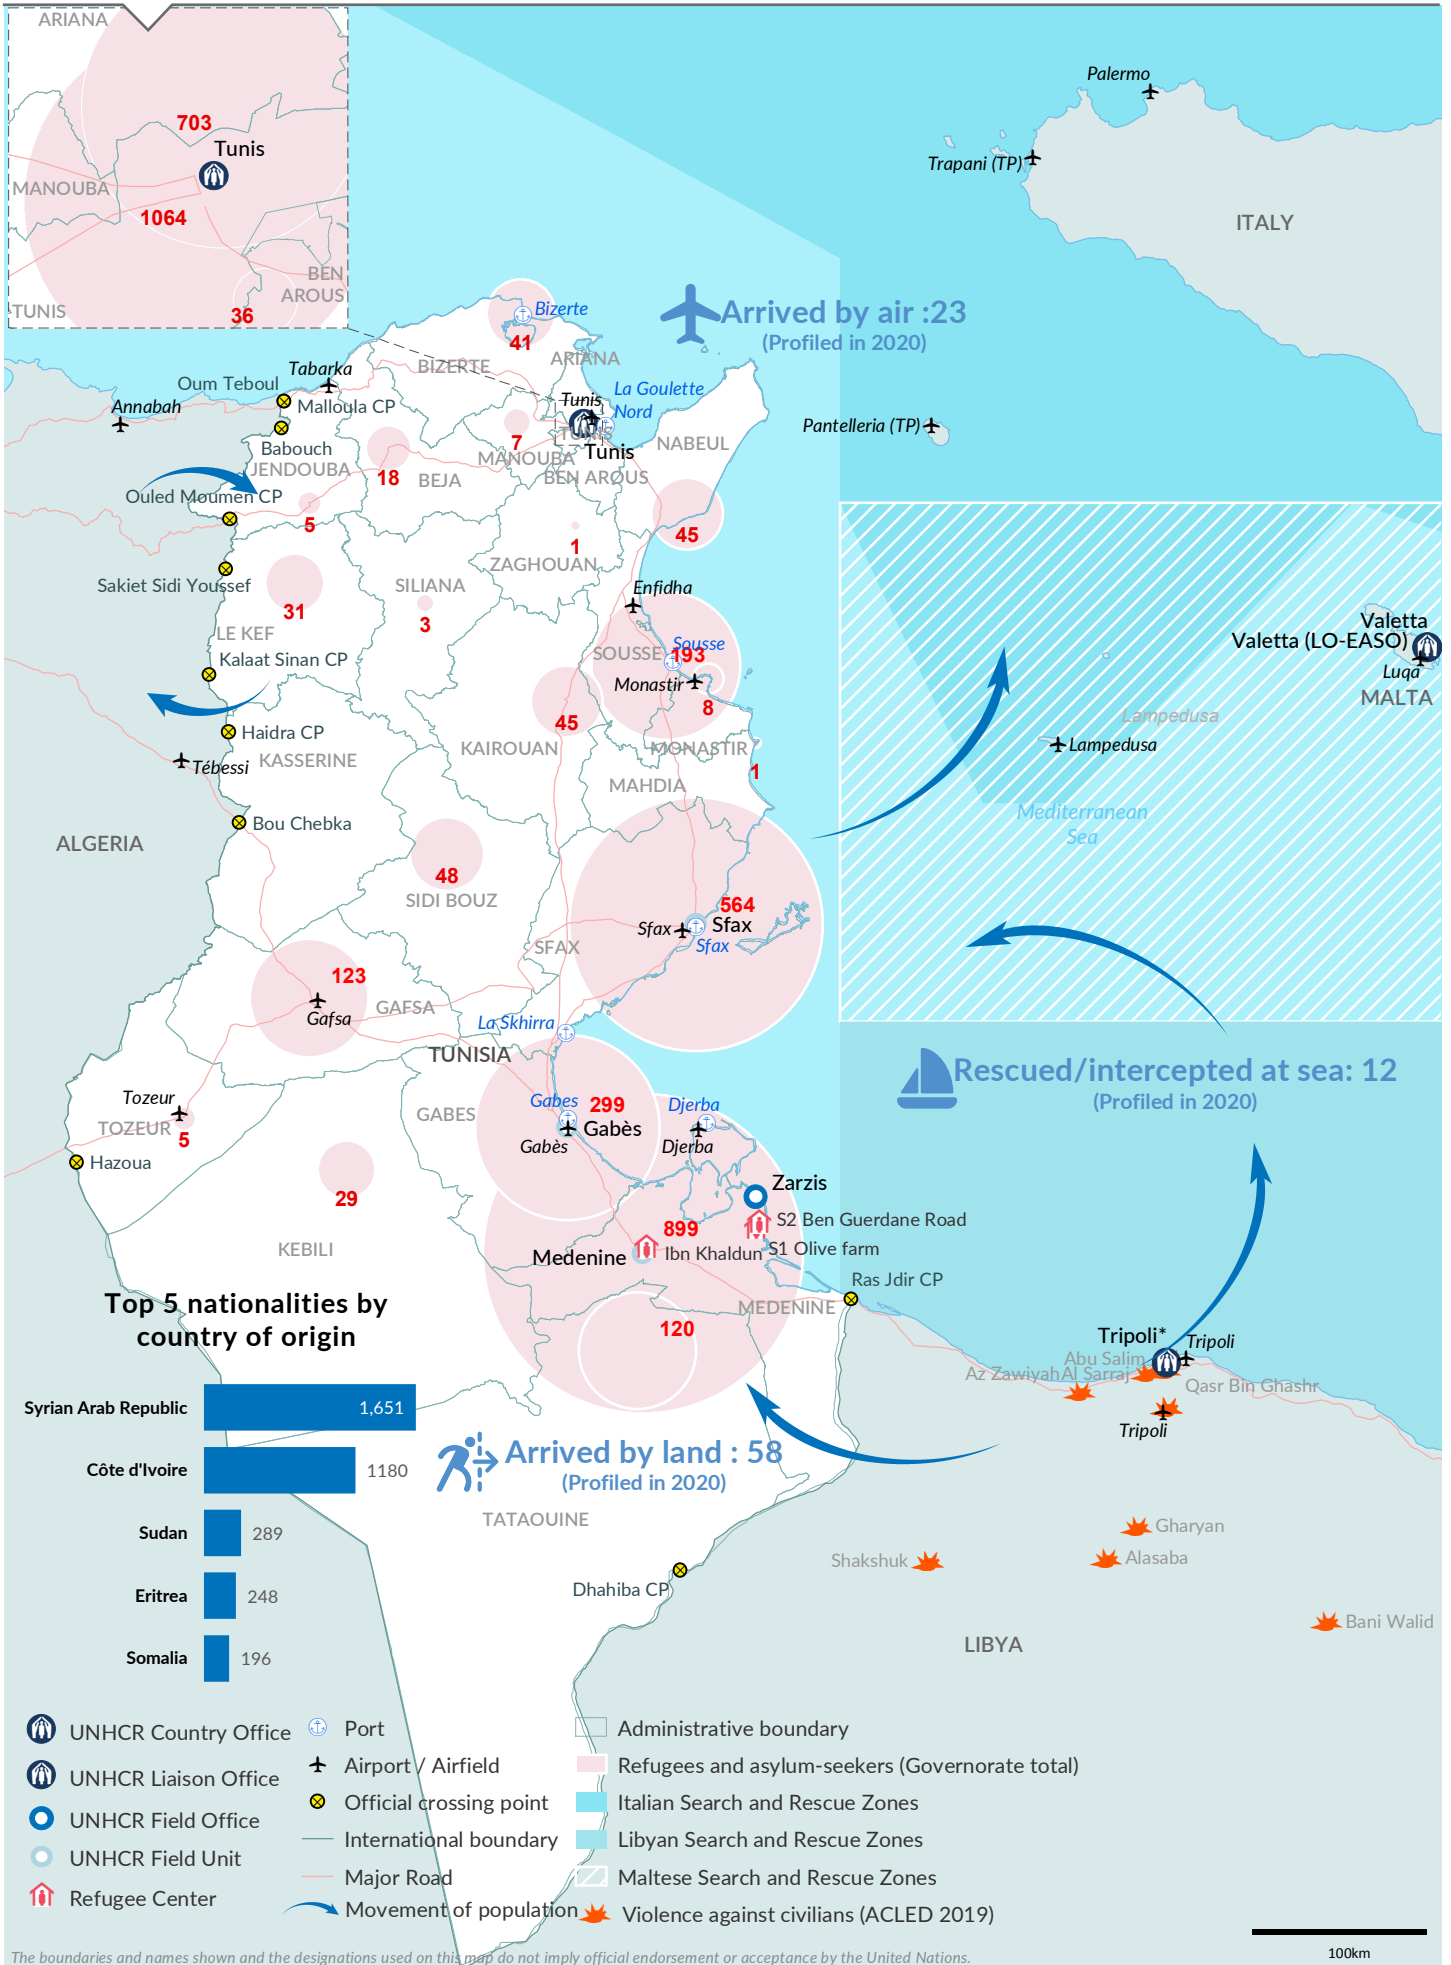 ARIANA
703
Tunis
MANOUBA
1064
BEN
AROUS
TUNIS
36
Palermo
Trapani (TP)
ITALY
Arrived by air :23
(Profiled in 2020)
Bizerte
41
BIZERTE
ARIANA
Tabarka
Oum Teboul
Malloula CP
Annabah
Babouch
JENDOUBA
La Goulette
Nord
Tunis
TUNIS
Tunis
7
MANOUBA
BEN AROUS
NABEUL
Pantelleria (TP)
18
BEJA
Ouled Moumen CP
5
45
1
ZAGHOUAN
Sakiet Sidi Youssef
31
SILIANA
3
Enfidha
LE KEF
Kalaat Sinan CP
SOUSSE
Sousse
193
Monastir
8
Valetta
Valetta (LO-EASO)
Luqa
MALTA
Lampedusa
Lampedusa
Haidra CP
KASSERINE
Tébessi
45
KAIROUAN
MONASTIR
1
MAHDIA
Mediterranean
Sea
Bou Chebka
ALGERIA
48
SIDI BOUZ
564
Sfax
Sfax
Sfax
SFAX
123
GAFSA
Gafsa
La Skhirra
TUNISIA
Rescued/intercepted at sea: 12
(Profiled in 2020)
Tozeur
TOZEUR
5
Hazoua
GABES
Gabes
299
Gabès
Gabès
Djerba
Djerba
29
KEBILI
Zarzis
S2 Ben Guerdane Road
S1 Olive farm
899
Ibn Khaldun
Medenine
Ras Jdir CP
MEDENINE
120
Tripoli*
Tripoli
Abu Salim
Az Zawiyah
Al Sarraj
Qasr Bin Ghashr
Tripoli
Top 5 nationalities by
country of origin
Syrian Arab Republic 1,651
Côte d'Ivoire 1180
Sudan 289
Eritrea 248
Somalia 196
Arrived by land : 58
(Profiled in 2020)
TATAOUINE
Dhahiba CP
Gharyan
Shakshuk
Alasaba
Bani Walid
LIBYA
UNHCR Country Office
UNHCR Liaison Office
UNHCR Field Office
UNHCR Field Unit
Refugee Center
Port
Airport / Airfield
Official crossing point
International boundary
Major Road
Movement of population
Administrative boundary
Refugees and asylum-seekers (Governorate total)
Italian Search and Rescue Zones
Libyan Search and Rescue Zones
Maltese Search and Rescue Zones
Violence against civilians (ACLED 2019)
100km
The boundaries and names shown and the designations used on this map do not imply official endorsement or acceptance by the United Nations.